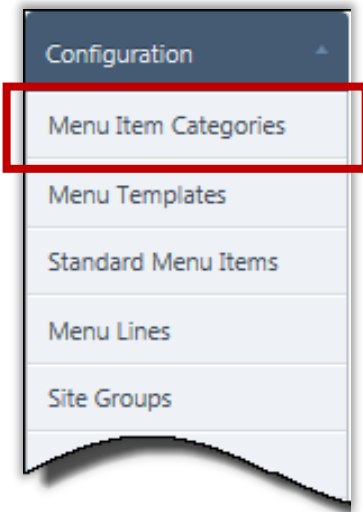 Configuration
Menu Item Categories
Menu Templates
Standard Menu Items
Menu Lines
Site Groups